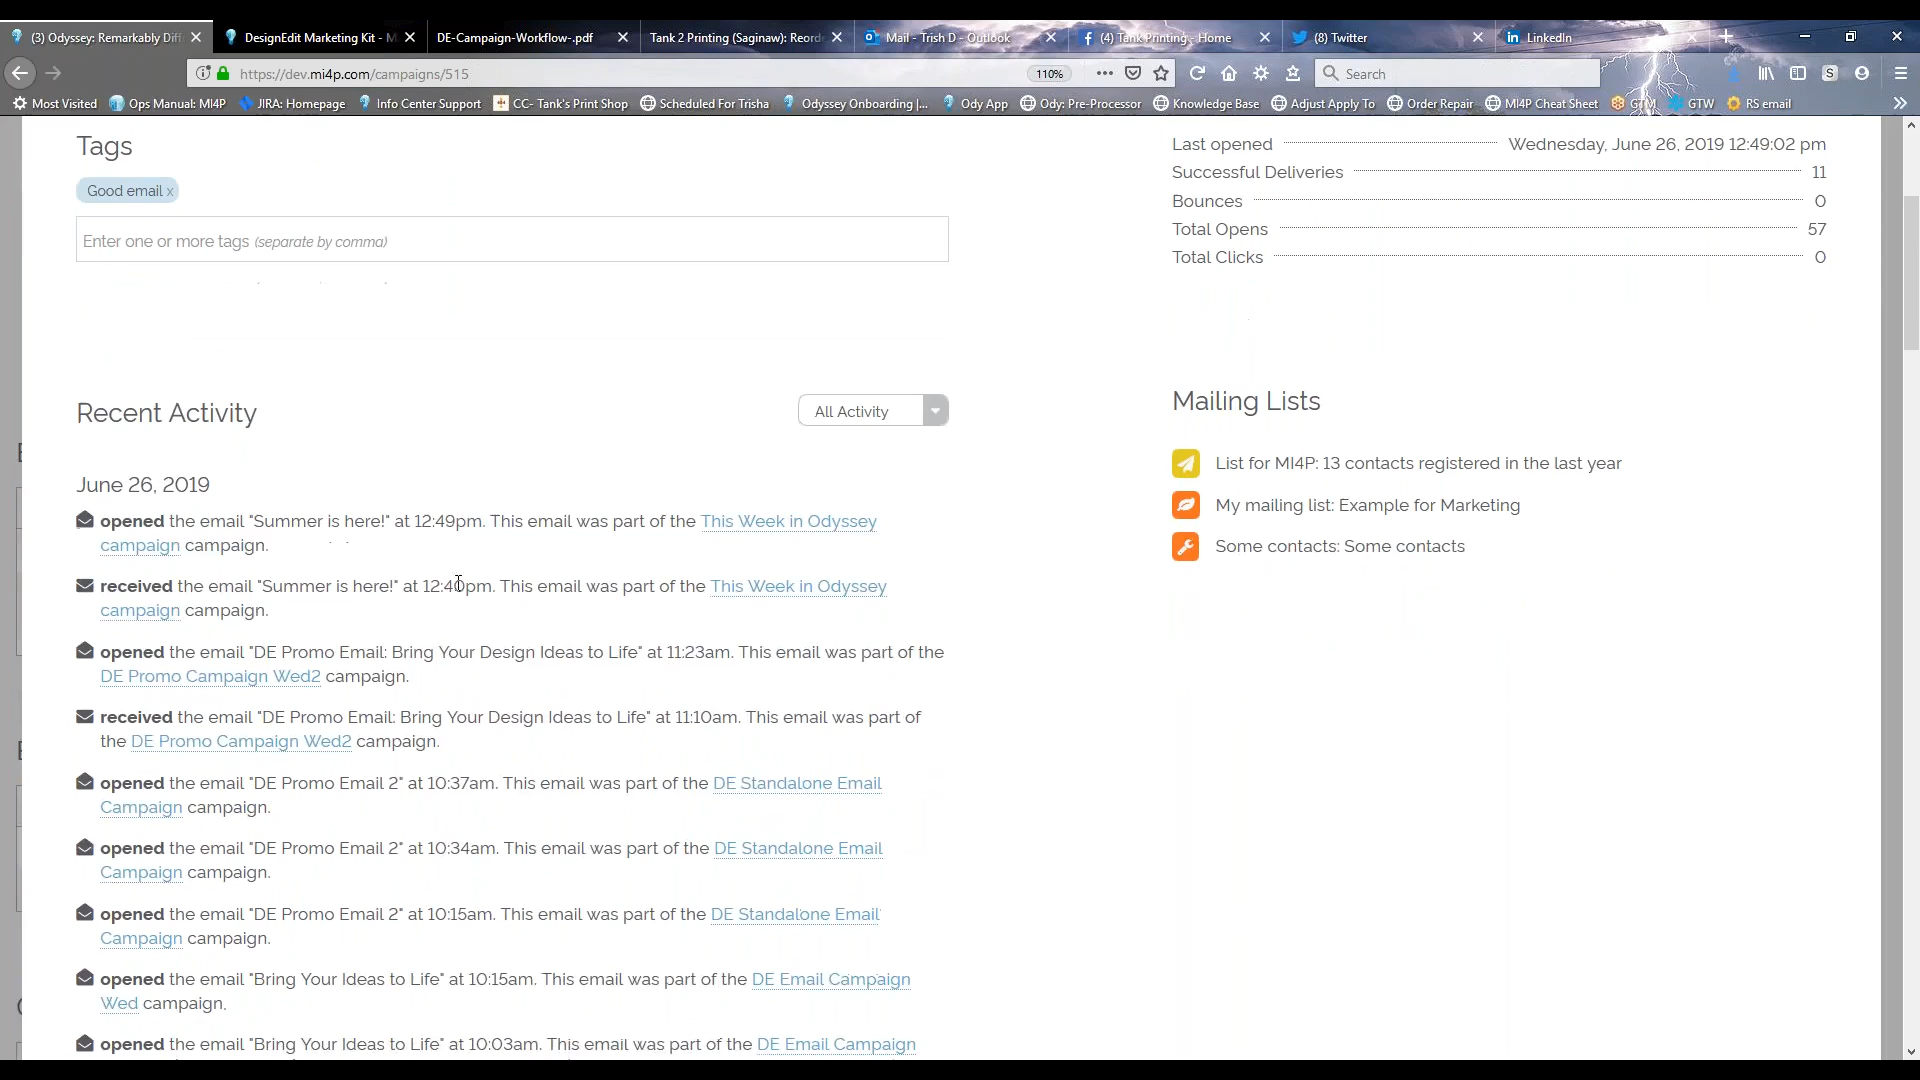 (3) Odyssey: Remarkably Diff
DesignEdit Marketing Kit - M
DE-Campaign-Workflow-.pdf
Tank 2 Printing (Saginaw): Reorde
Mail - Trish D - Outlook
(4) Tank Printing - Home
(8) Twitter
LinkedIn
https://dev.mi4p.com/campaigns/515
110%
Search
Most Visited
Ops Manual: MI4P
JIRA: Homepage
Info Center Support
CC- Tank's Print Shop
Scheduled For Trisha
Odyssey Onboarding |...
Ody App
Ody: Pre-Processor
Knowledge Base
Adjust Apply To
Order Repair
MI4P Cheat Sheet
GTM
GTW
RS email
Tags
Good email x
Enter one or more tags (separate by comma)
Last opened Wednesday, June 26, 2019 12:49:02 pm
Successful Deliveries 11
Bounces 0
Total Opens 57
Total Clicks 0
Recent Activity
All Activity
June 26, 2019
opened the email "Summer is here!" at 12:49pm. This email was part of the This Week in Odyssey
campaign campaign.
received the email "Summer is here!" at 12:40pm. This email was part of the This Week in Odyssey
campaign campaign.
opened the email "DE Promo Email: Bring Your Design Ideas to Life" at 11:23am. This email was part of the
DE Promo Campaign Wed2 campaign.
received the email "DE Promo Email: Bring Your Design Ideas to Life" at 11:10am. This email was part of
the DE Promo Campaign Wed2 campaign.
opened the email "DE Promo Email 2" at 10:37am. This email was part of the DE Standalone Email
Campaign campaign.
opened the email "DE Promo Email 2" at 10:34am. This email was part of the DE Standalone Email
Campaign campaign.
opened the email "DE Promo Email 2" at 10:15am. This email was part of the DE Standalone Email
Campaign campaign.
opened the email "Bring Your Ideas to Life" at 10:15am. This email was part of the DE Email Campaign
Wed campaign.
opened the email "Bring Your Ideas to Life" at 10:03am. This email was part of the DE Email Campaign
Mailing Lists
List for MI4P: 13 contacts registered in the last year
My mailing list: Example for Marketing
Some contacts: Some contacts